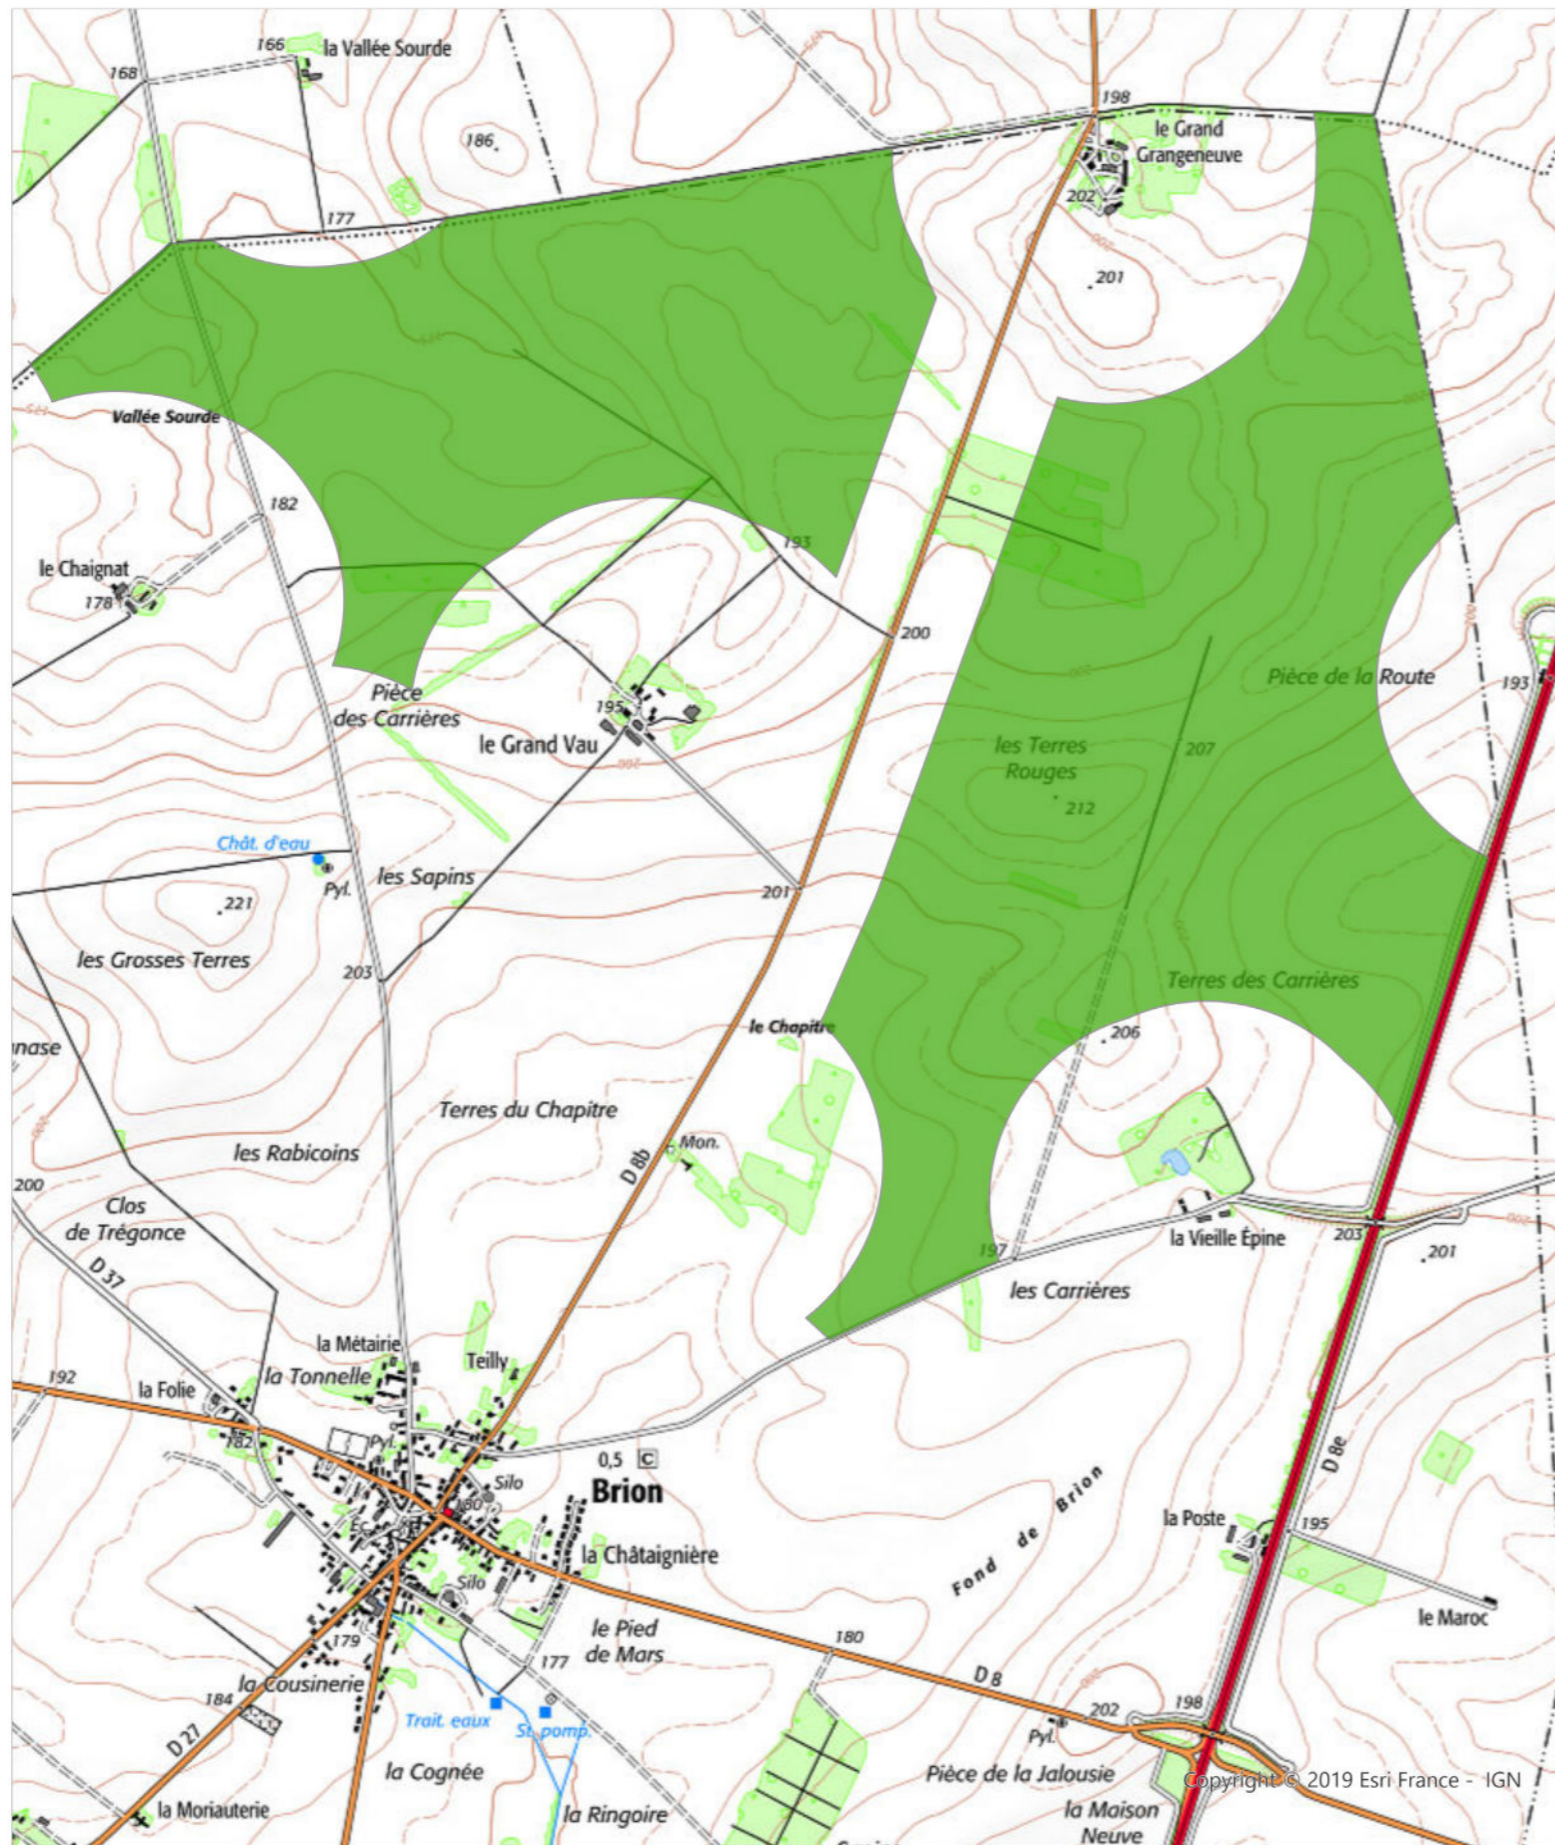 166
la Vallée Sourde
168
198
le Grand
Grangeneuve
186
202
177
201
175
Vallée Sourde
182
193
le Chaignat
178
200
Pièce
des Carrières
195
le Grand Vau
200
Pièce de la Route
193
les Terres
Rouges
207
212
Chât. d'eau
Pyl.
les Sapins
221
201
les Grosses Terres
203
Terres des Carrières
le Chapitre
206
nase
Terres du Chapitre
Mon.
D 8b
les Rabicoins
200
Clos
de Trégonce
D 37
197
la Vieille Épine
203
201
les Carrières
la Métairie
la Tonnelle
Teilly
192
la Folie
182
Pyl.
0,5 C
Brion
Silo
180
D 8e
Fond de Brion
la Poste
195
la Châtaignière
Silo
le Maroc
le Pied
de Mars
179
177
180
la Cousinerie
184
D 8
202
198
Trait. eaux
St. pomp.
Pyl.
D 27
la Cognée
Pièce de la Jalousie
Copyright © 2019 Esri France - IGN
la Moriauterie
la Ringoire
la Maison
Neuve